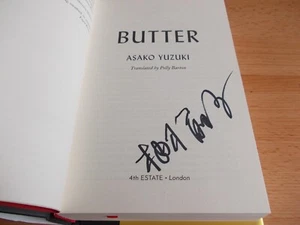 BUTTER
ASAKO YUZUKI
Translated by Polly Barton
4th ESTATE • London